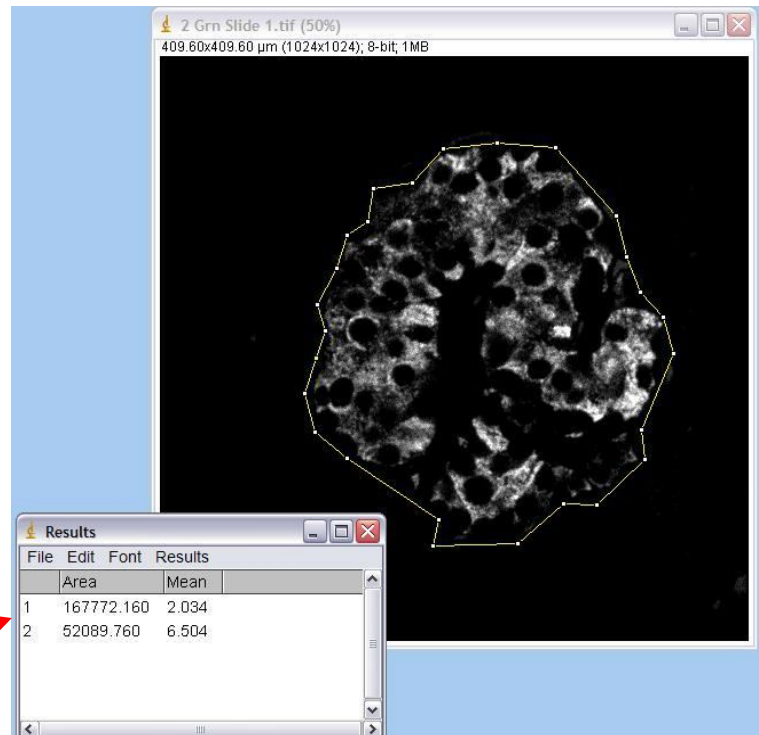 2 Grn Slide 1.tif (50%)
409.60x409.60 µm (1024x1024); 8-bit; 1MB
Results
File Edit Font Results
Area Mean
1 167772.160 2.034
2 52089.760 6.504